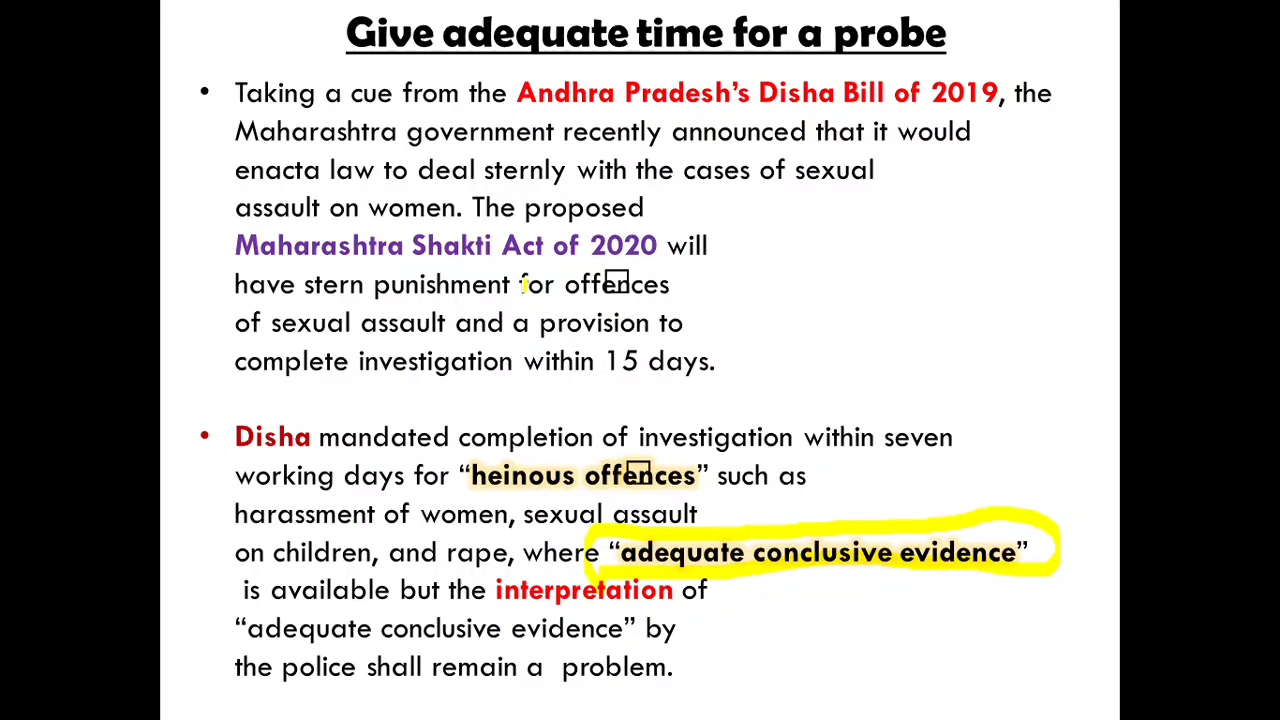 Give adequate time for a probe
• Taking a cue from the Andhra Pradesh’s Disha Bill of 2019, the
Maharashtra government recently announced that it would
enacta law to deal sternly with the cases of sexual
assault on women. The proposed
Maharashtra Shakti Act of 2020 will
have stern punishment for offences
of sexual assault and a provision to
complete investigation within 15 days.
• Disha mandated completion of investigation within seven
working days for “heinous offences” such as
harassment of women, sexual assault
on children, and rape, where “adequate conclusive evidence”
is available but the interpretation of
“adequate conclusive evidence” by
the police shall remain a problem.